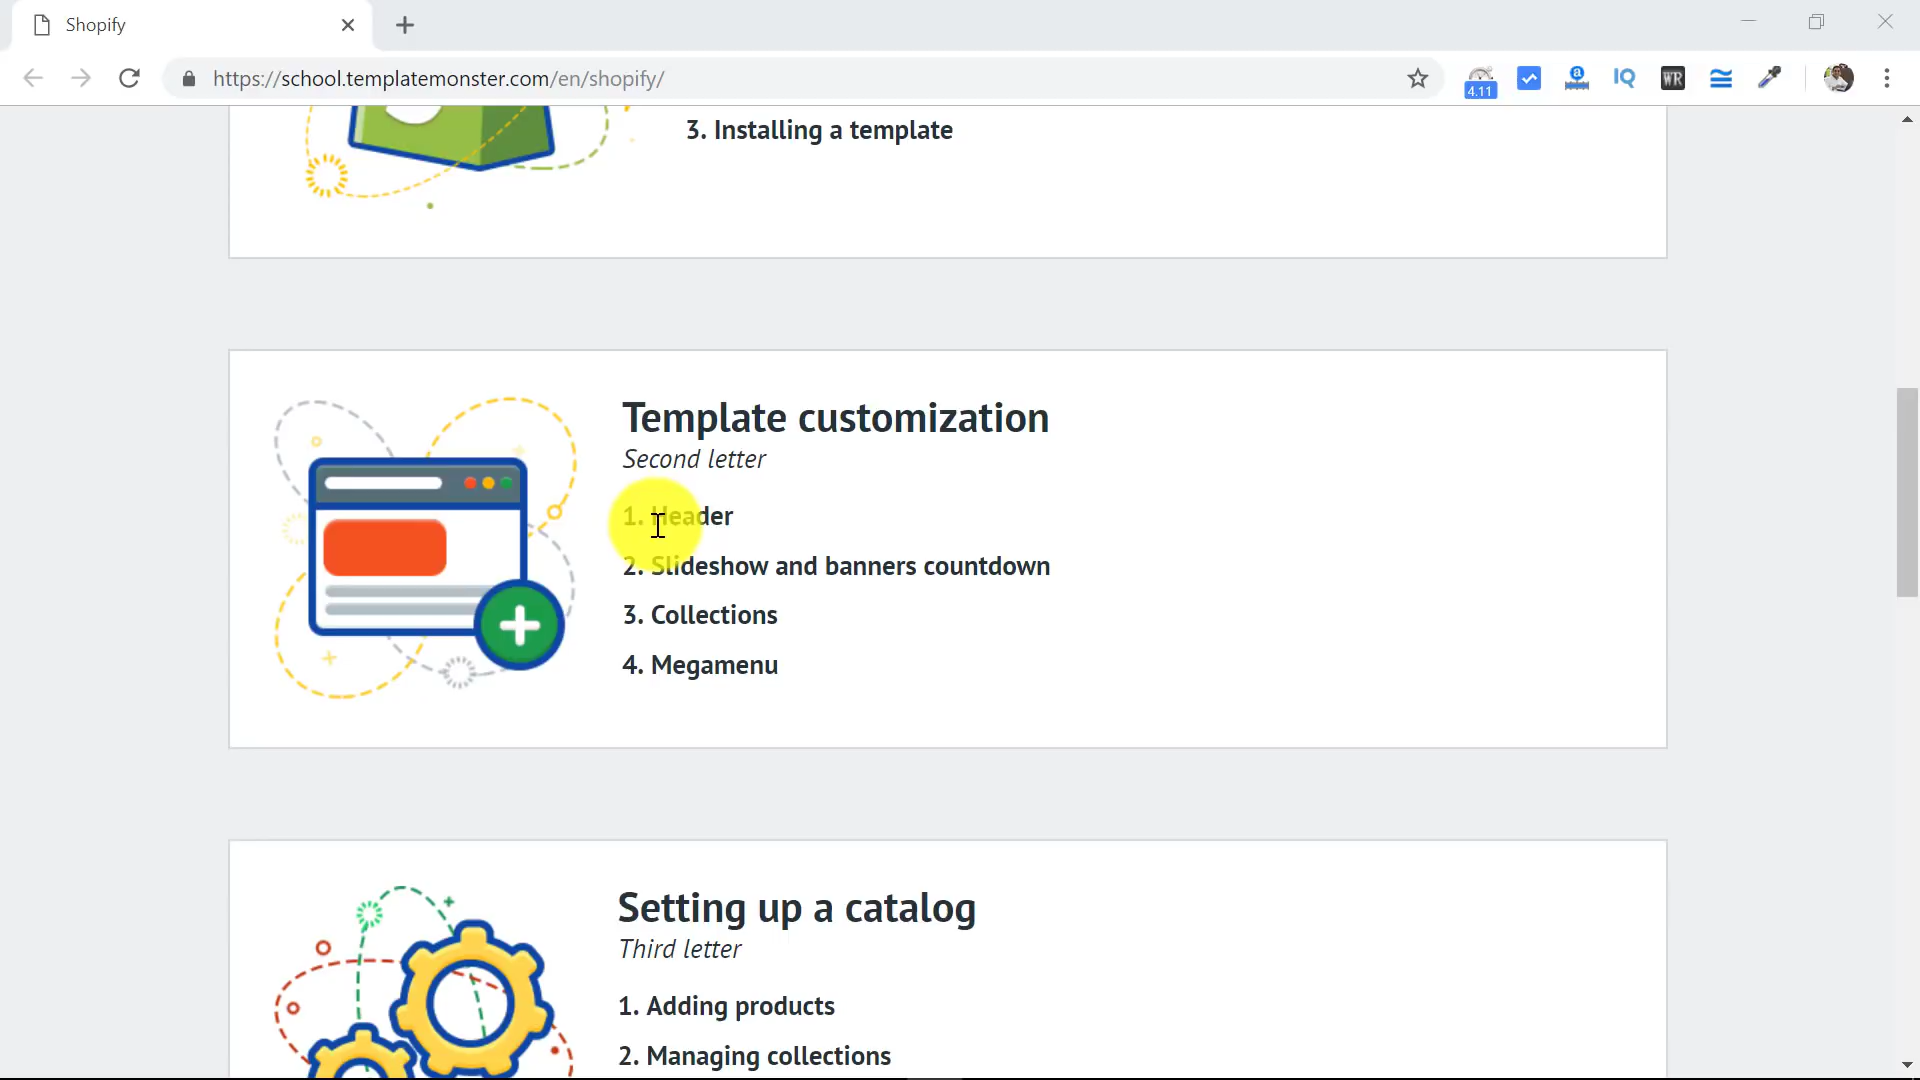 Shopify
https://school.templatemonster.com/en/shopify/
4.11
a
IQ
WR
3. Installing a template
Template customization
Second letter
1. Header
2. Slideshow and banners countdown
3. Collections
4. Megamenu
Setting up a catalog
Third letter
1. Adding products
2. Managing collections